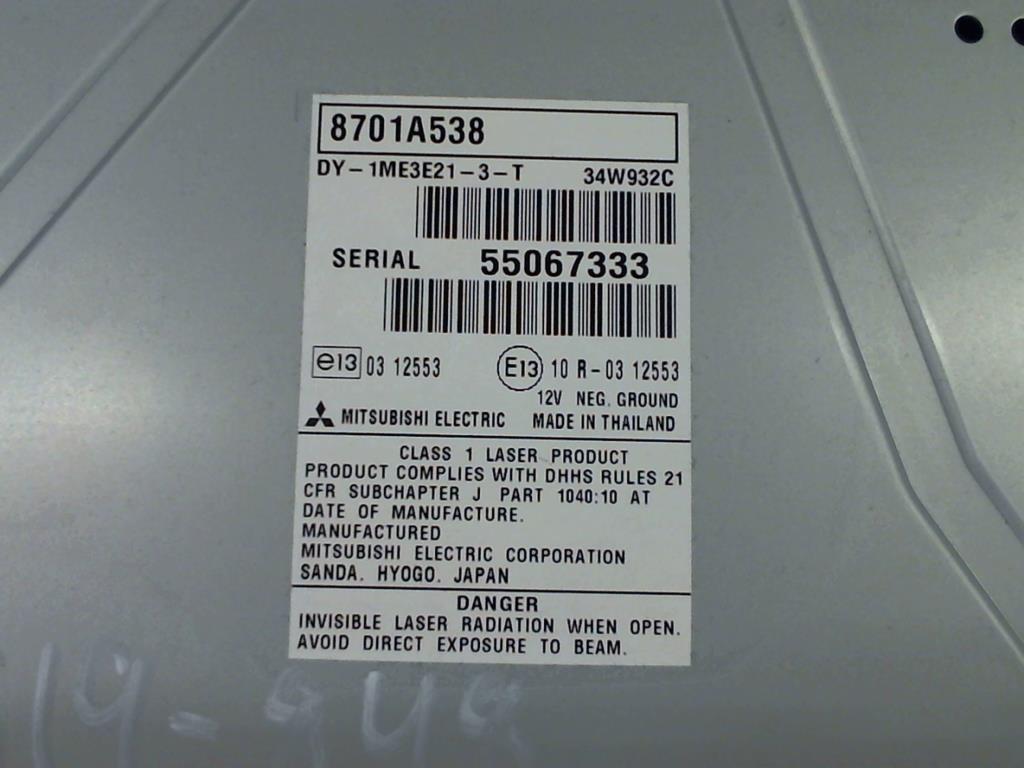 8701A538
DY-1ME3E21-3-T 34W932C
SERIAL 55067333
e13 03 12553 E13 10 R-03 12553
12V NEG. GROUND
MITSUBISHI ELECTRIC MADE IN THAILAND
CLASS 1 LASER PRODUCT
PRODUCT COMPLIES WITH DHHS RULES 21
CFR SUBCHAPTER J PART 1040:10 AT
DATE OF MANUFACTURE.
MANUFACTURED
MITSUBISHI ELECTRIC CORPORATION
SANDA. HYOGO. JAPAN
DANGER
INVISIBLE LASER RADIATION WHEN OPEN.
AVOID DIRECT EXPOSURE TO BEAM.